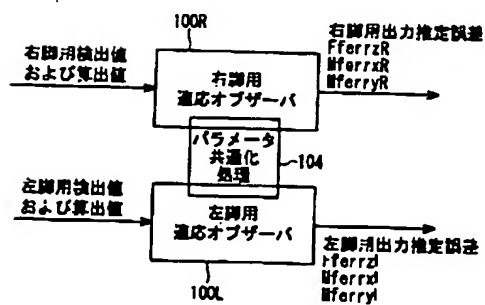 100R
右脚用検出値
および算出値
右脚用
適応オブザーバ
右脚用出力推定誤差
FferrzR
MferrxR
MferryR
パラメータ
共通化
処理
104
左脚用検出値
および算出値
左脚用
適応オブザーバ
左脚用出力推定誤差
Fferrzl
Mferrxl
Mferryl
100L